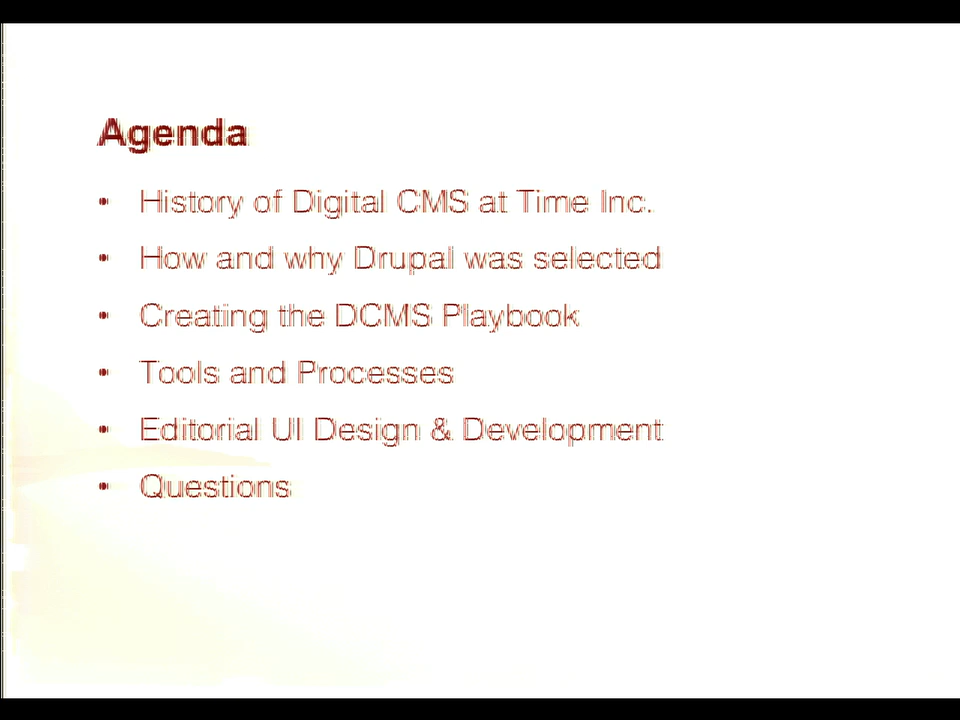 Agenda
• History of Digital CMS at Time Inc.
• How and why Drupal was selected
• Creating the DCMS Playbook
• Tools and Processes
• Editorial UI Design & Development
• Questions